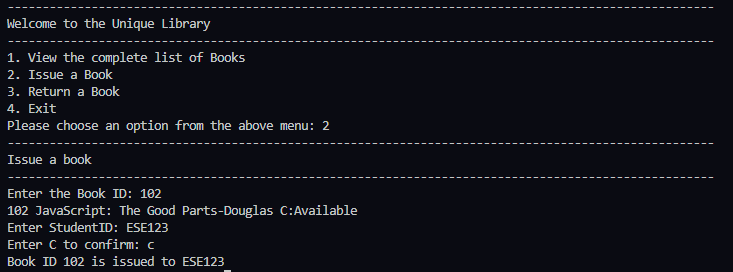 ----------------------------------------------------------------------------------------------------
Welcome to the Unique Library
----------------------------------------------------------------------------------------------------
1. View the complete list of Books
2. Issue a Book
3. Return a Book
4. Exit
Please choose an option from the above menu: 2
----------------------------------------------------------------------------------------------------
Issue a book
----------------------------------------------------------------------------------------------------
Enter the Book ID: 102
102 JavaScript: The Good Parts-Douglas C:Available
Enter StudentID: ESE123
Enter C to confirm: c
Book ID 102 is issued to ESE123